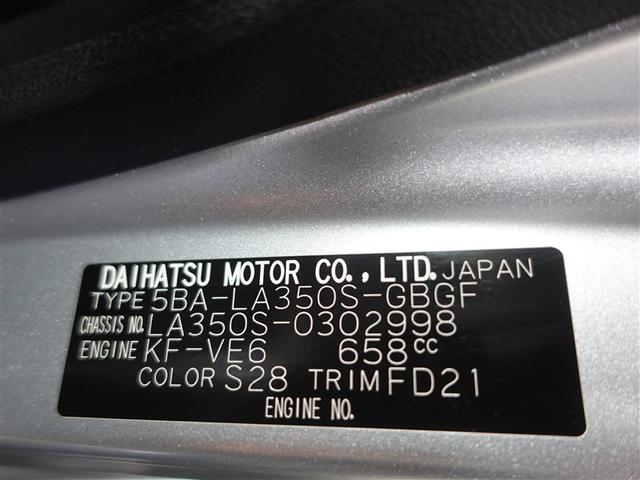 DAIHATSU MOTOR CO., LTD. JAPAN
TYPE 5BA-LA350S-GBGF
CHASSIS NO. LA350S-0302998
ENGINE KF-VE6 658cc
COLOR S28 TRIM FD21
ENGINE NO.